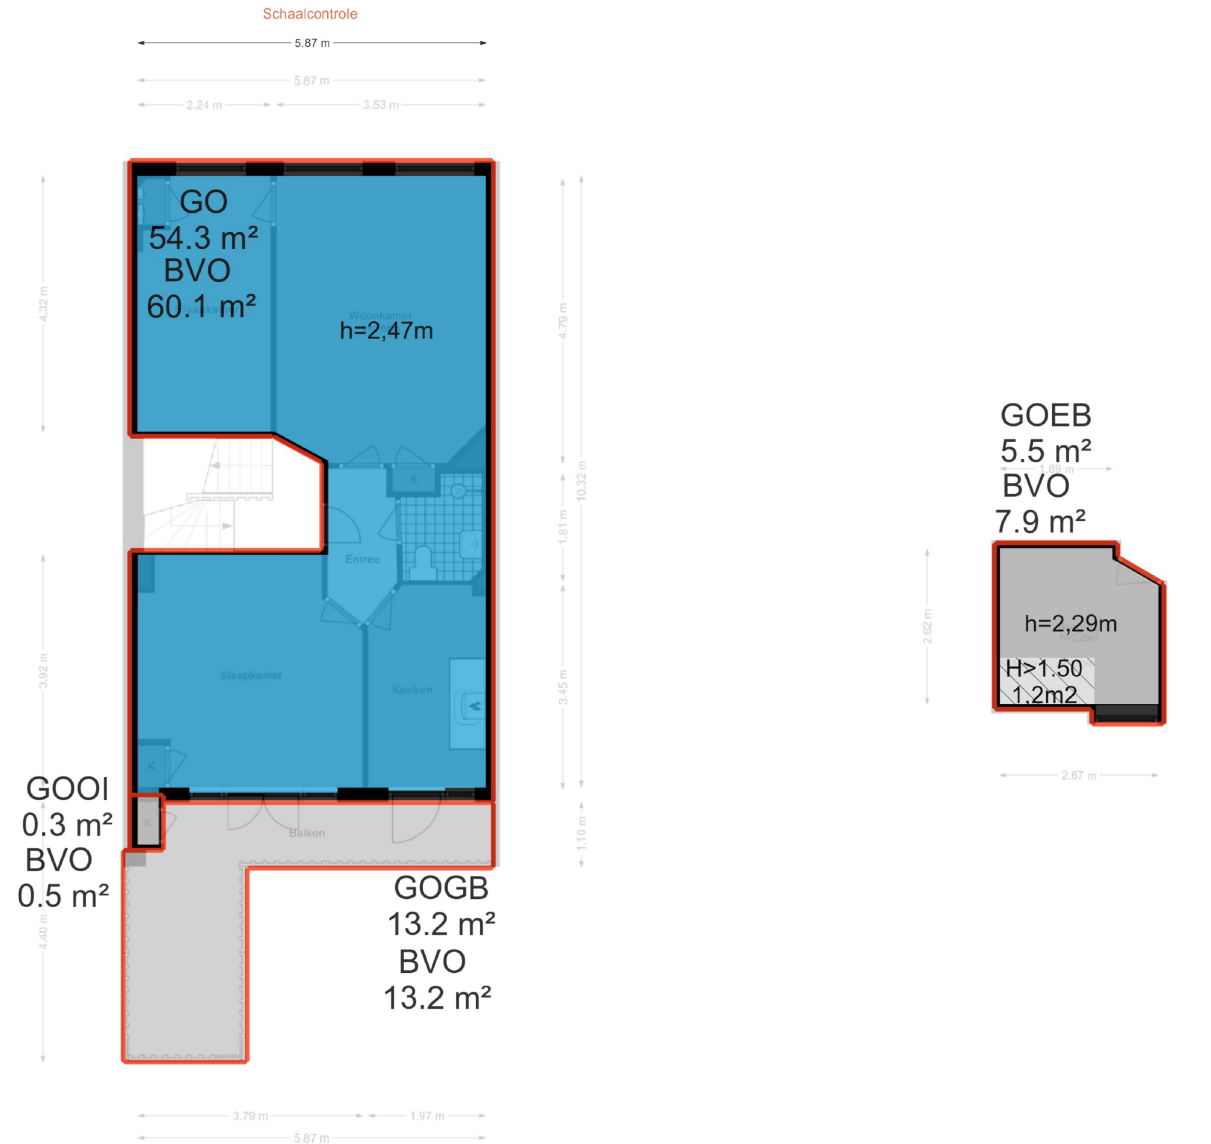 Schaalcontrole
5.87 m
5.87 m
2.24 m
3.53 m
GO
54.3 m²
BVO
60.1 m²
Woonkamer
h=2,47m
4.32 m
4.79 m
10.32 m
1.81 m
K
Entree
Slaapkamer
Keuken
K
3.92 m
3.45 m
GOOI
0.3 m²
BVO
0.5 m²
K
Balkon
1.10 m
4.40 m
GOGB
13.2 m²
BVO
13.2 m²
3.79 m
1.97 m
5.87 m
GOEB
5.5 m²
1.89 m
BVO
7.9 m²
2.62 m
h=2,29m
H>1.50
1,2m2
2.67 m